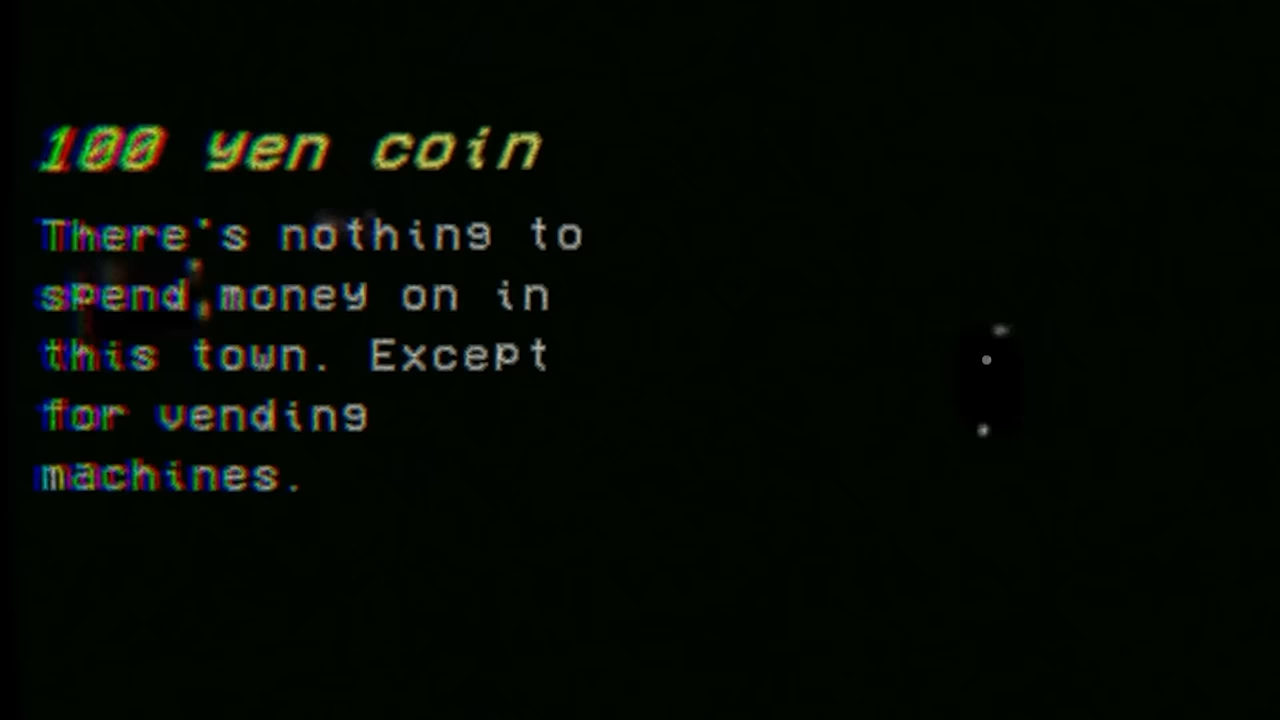 100 yen coin
There's nothing to
spend money on in
this town. Except
for vending
machines.